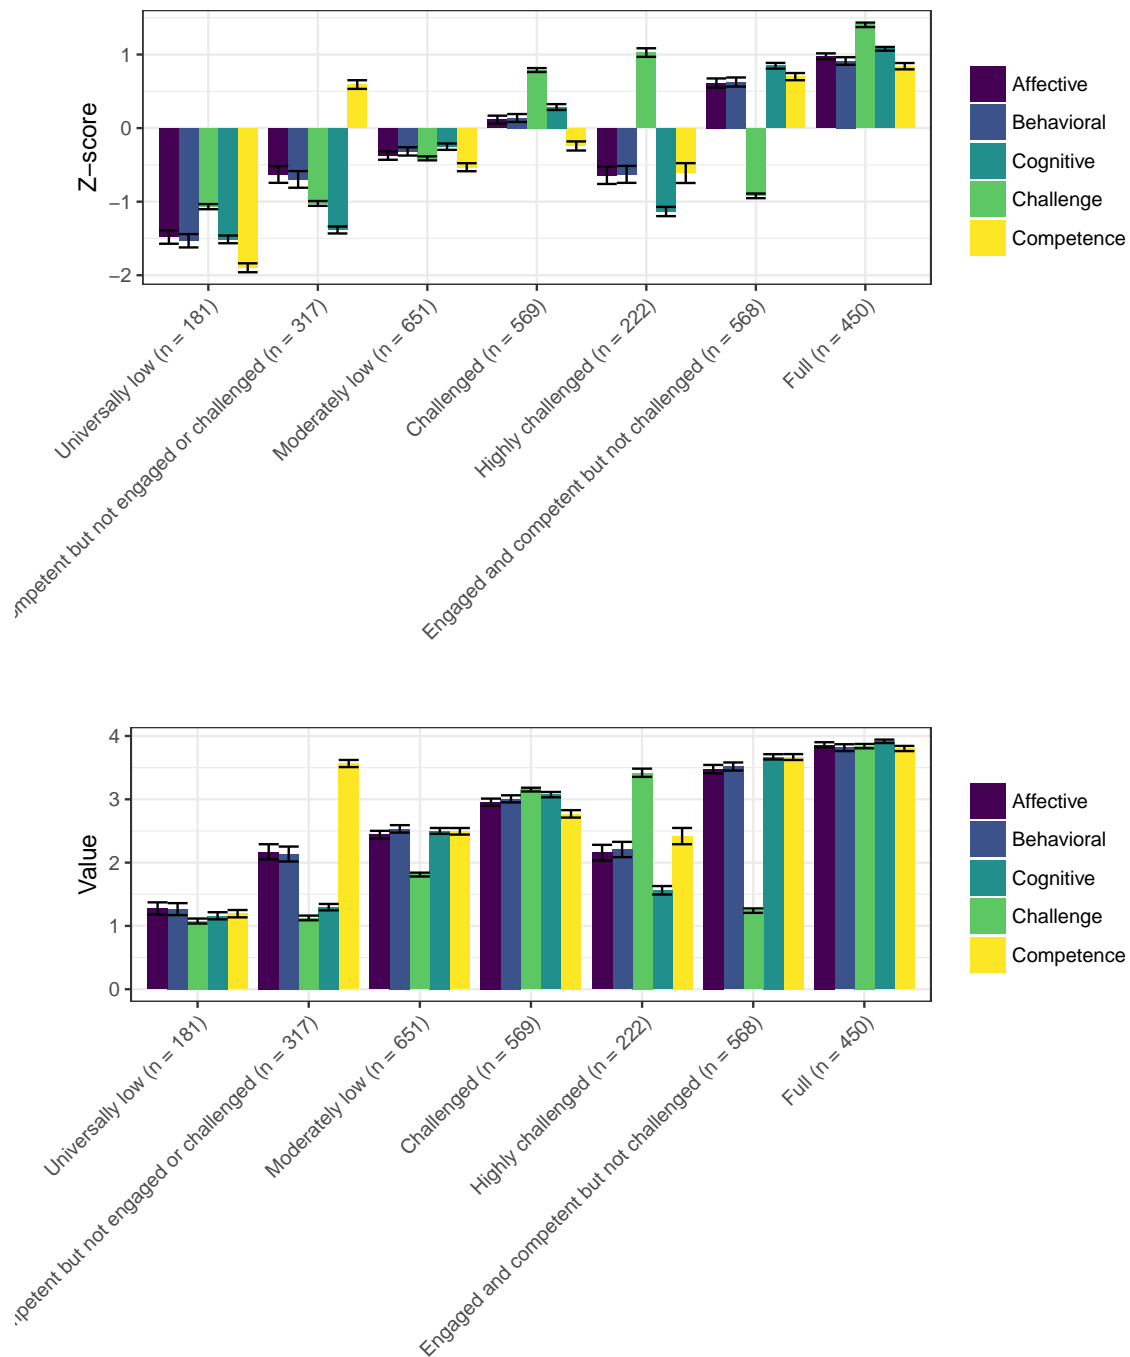 Z−score
1
0
−1
−2
Universally low (n = 181)
but not engaged or challenged (n = 317)
Moderately low (n = 651)
Challenged (n = 569)
Highly challenged (n = 222)
Engaged and competent but not challenged (n = 568)
Full (n = 450)
Affective
Behavioral
Cognitive
Challenge
Competence
Value
4
3
2
1
0
Universally low (n = 181)
but not engaged or challenged (n = 317)
Moderately low (n = 651)
Challenged (n = 569)
Highly challenged (n = 222)
Engaged and competent but not challenged (n = 568)
Full (n = 450)
Affective
Behavioral
Cognitive
Challenge
Competence